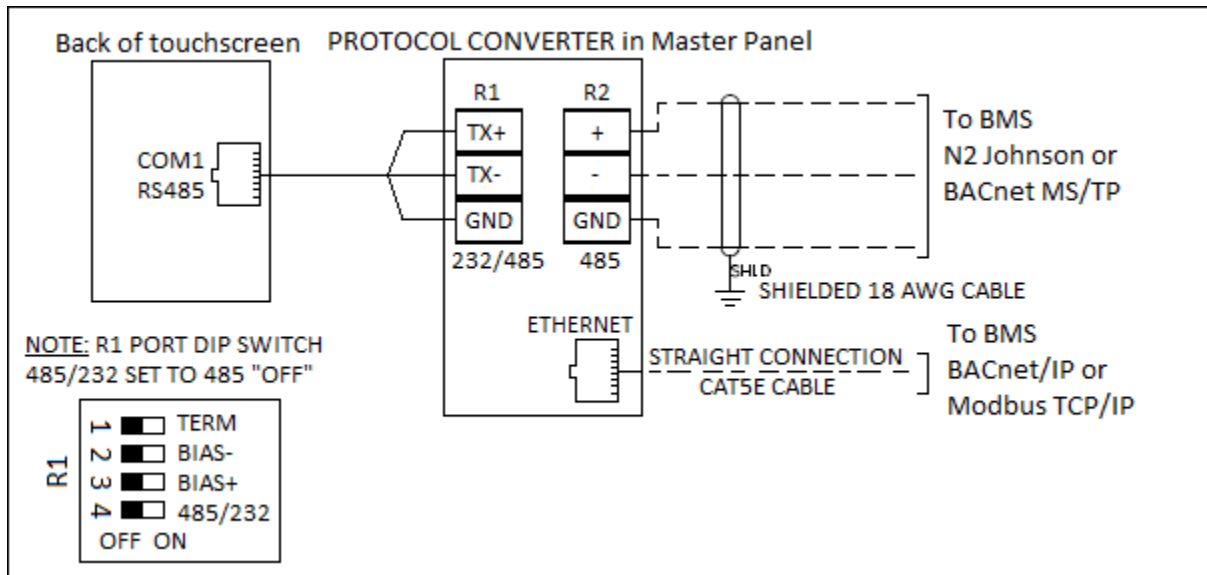 Back of touchscreen
PROTOCOL CONVERTER in Master Panel
COM1
RS485
R1
TX+
TX-
GND
232/485
R2
+
-
GND
485
SHLD
SHIELDED 18 AWG CABLE
To BMS
N2 Johnson or
BACnet MS/TP
ETHERNET
STRAIGHT CONNECTION
CAT5E CABLE
To BMS
BACnet/IP or
Modbus TCP/IP
NOTE: R1 PORT DIP SWITCH
485/232 SET TO 485 "OFF"
R1
1 TERM
2 BIAS-
3 BIAS+
4 485/232
OFF ON